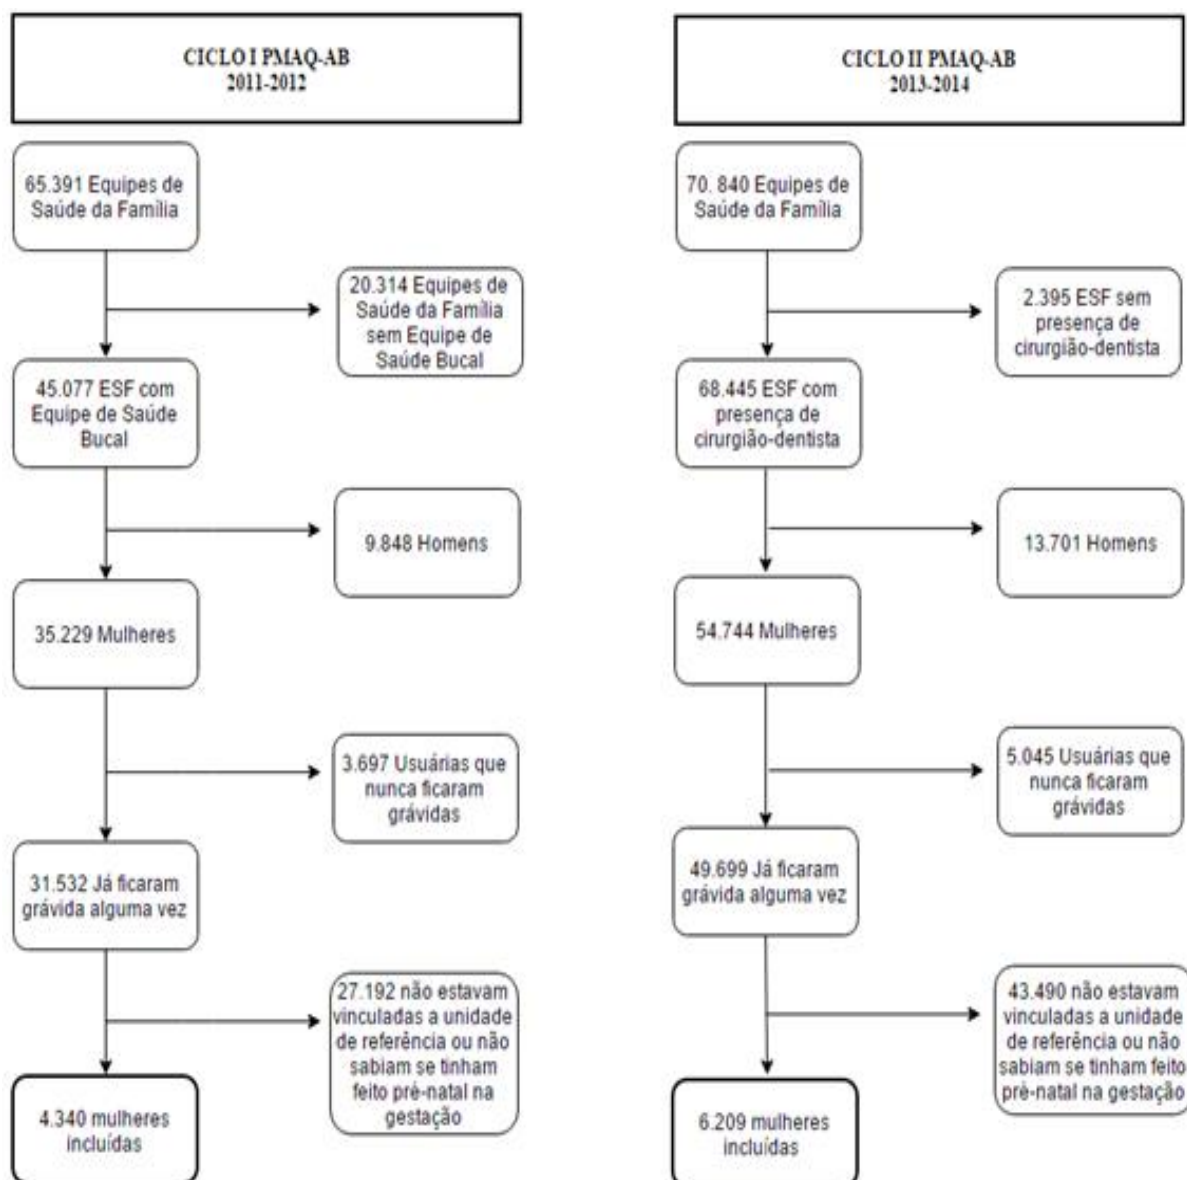 CICLO I PMAQ-AB
2011-2012
65.391 Equipes de
Saúde da Família
20.314 Equipes de
Saúde da Família
sem Equipe de
Saúde Bucal
45.077 ESF com
Equipe de Saúde
Bucal
9.848 Homens
35.229 Mulheres
3.697 Usuárias que
nunca ficaram
grávidas
31.532 Já ficaram
grávida alguma vez
27.192 não estavam
vinculadas a unidade
de referência ou não
sabiam se tinham
feito pré-natal na
gestação
4.340 mulheres
incluídas
CICLO II PMAQ-AB
2013-2014
70. 840 Equipes de
Saúde da Família
2.395 ESF sem
presença de
cirurgião-dentista
68.445 ESF com
presença de
cirurgião-dentista
13.701 Homens
54.744 Mulheres
5.045 Usuárias que
nunca ficaram
grávidas
49.699 Já ficaram
grávida alguma vez
43.490 não estavam
vinculadas a unidade
de referência ou não
sabiam se tinham feito
pré-natal na gestação
6.209 mulheres
incluídas